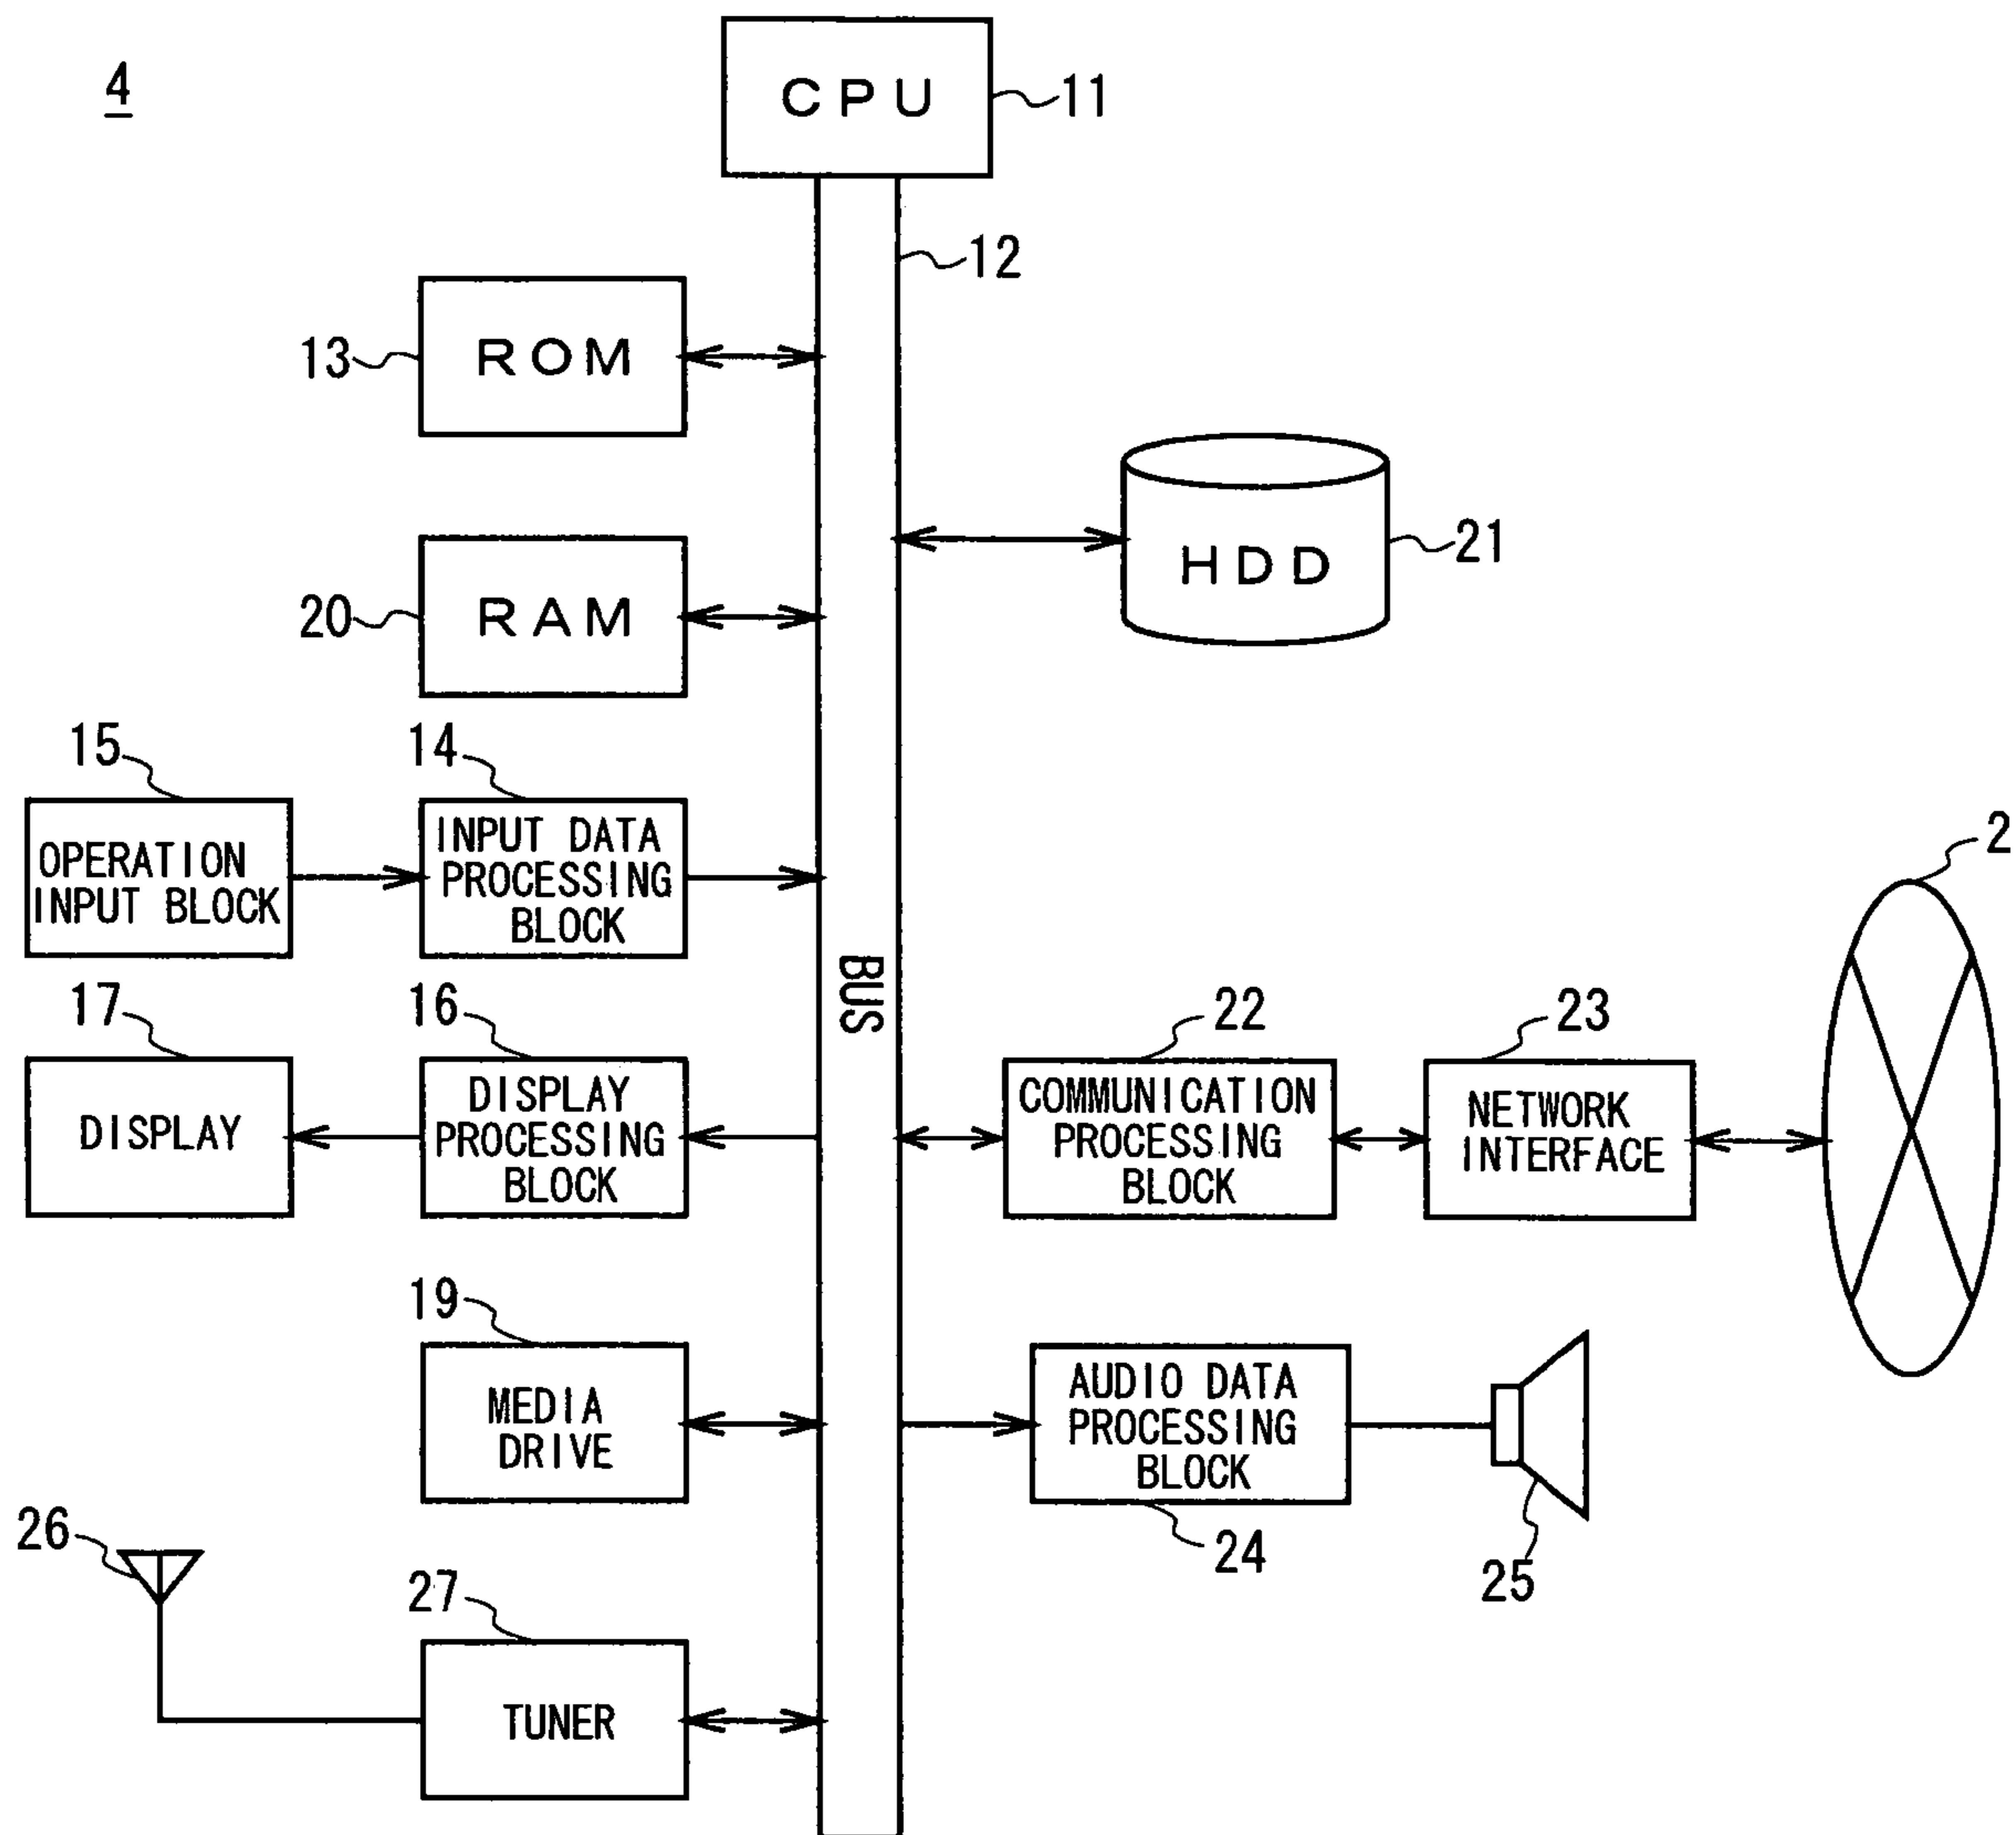 4
CPU
11
12
ROM
13
HDD
21
RAM
20
15
14
OPERATION
INPUT BLOCK
INPUT DATA
PROCESSING
BLOCK
2
BUS
17
16
22
23
DISPLAY
DISPLAY
PROCESSING
BLOCK
COMMUNICATION
PROCESSING
BLOCK
NETWORK
INTERFACE
19
MEDIA
DRIVE
AUDIO DATA
PROCESSING
BLOCK
24
25
26
27
TUNER